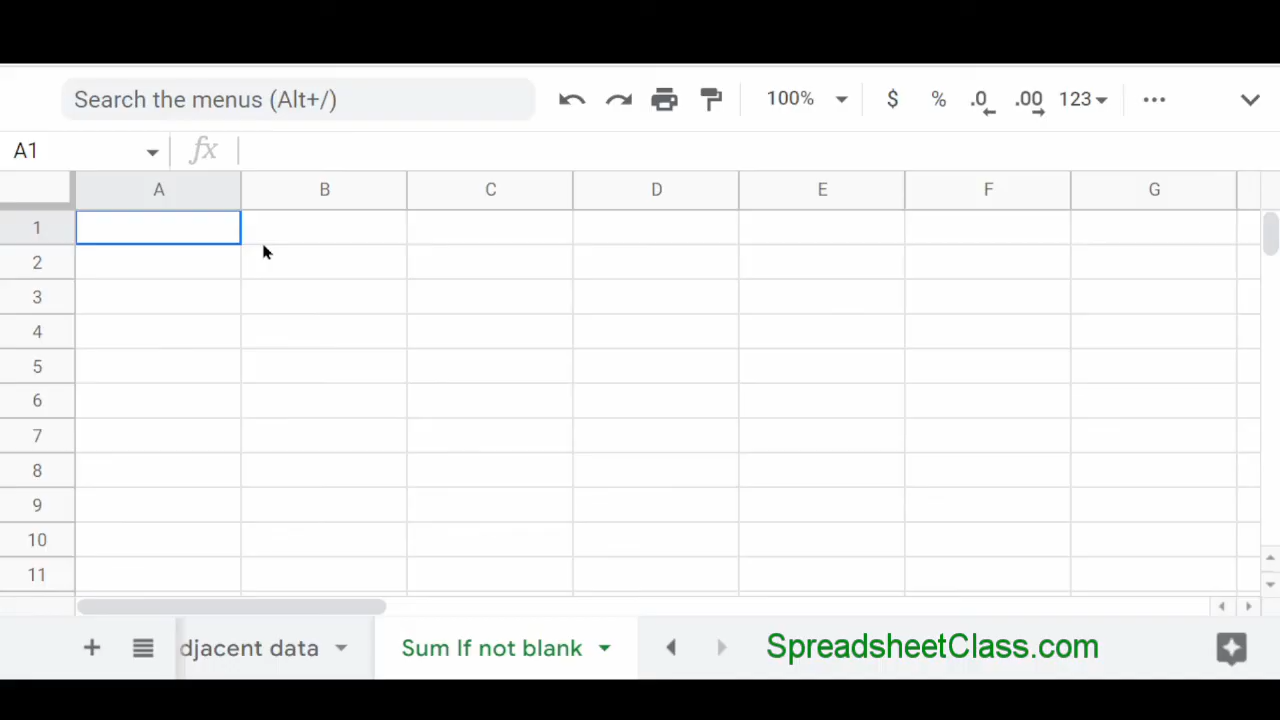 Search the menus (Alt+/) 100% $ % .0 .00 123
A1 fx
A B C D E F G
1
2
3
4
5
6
7
8
9
10
11
djacent data Sum If not blank SpreadsheetClass.com